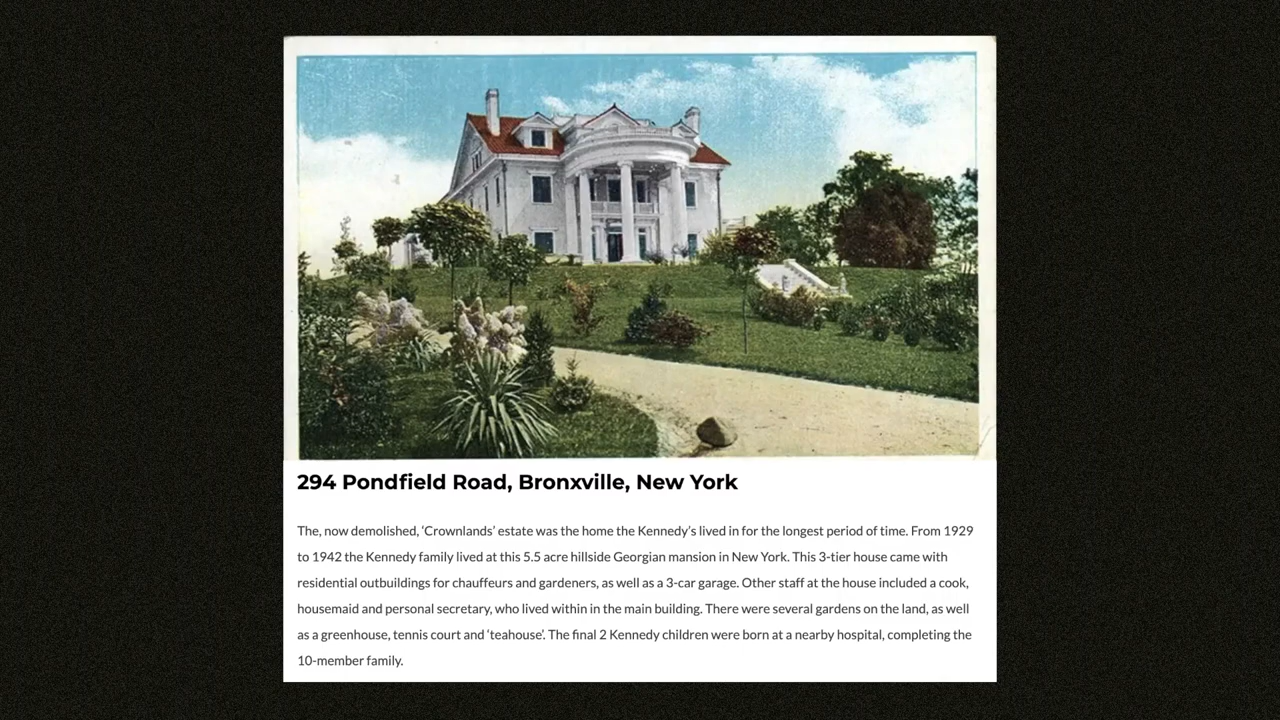 294 Pondfield Road, Bronxville, New York
The, now demolished, ‘Crownlands’ estate was the home the Kennedy’s lived in for the longest period of time. From 1929
to 1942 the Kennedy family lived at this 5.5 acre hillside Georgian mansion in New York. This 3-tier house came with
residential outbuildings for chauffeurs and gardeners, as well as a 3-car garage. Other staff at the house included a cook,
housemaid and personal secretary, who lived within in the main building. There were several gardens on the land, as well
as a greenhouse, tennis court and ‘teahouse’. The final 2 Kennedy children were born at a nearby hospital, completing the
10-member family.